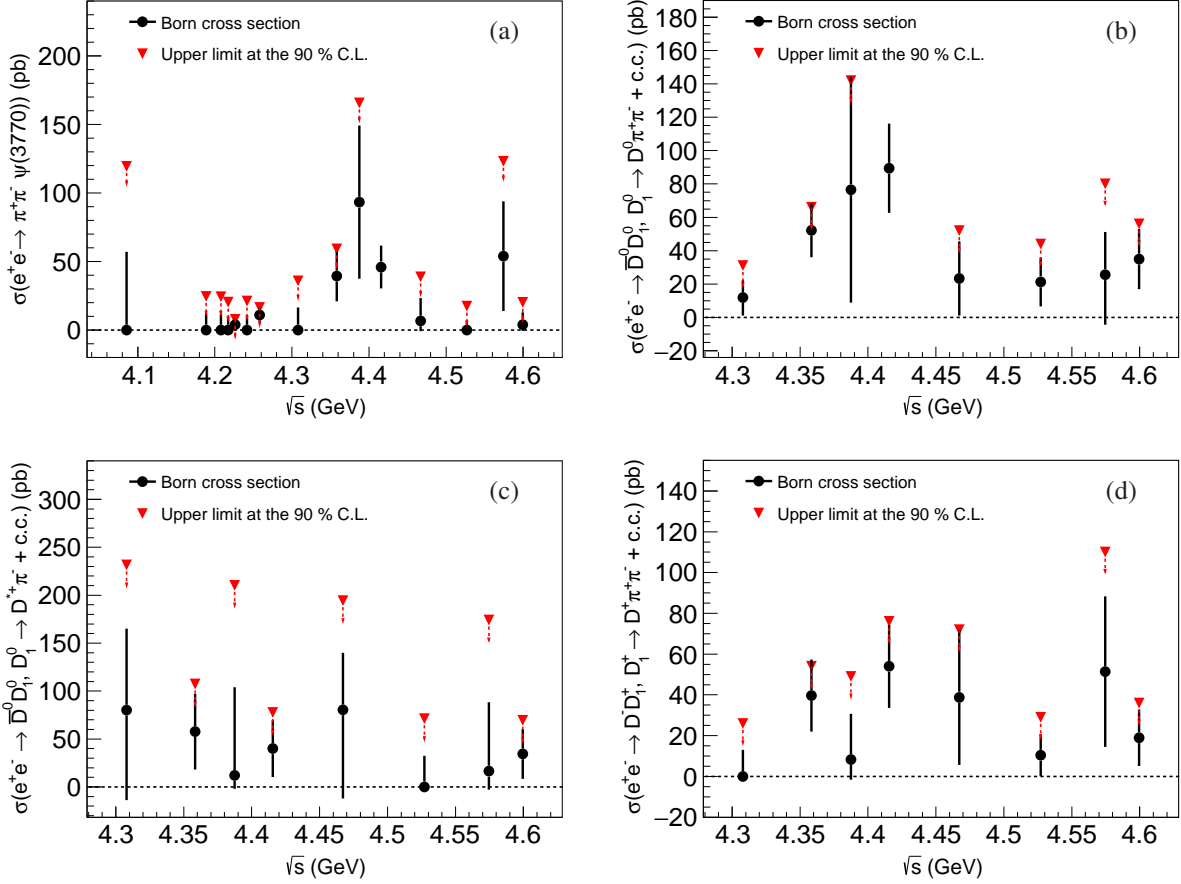 (a)
Born cross section
Upper limit at the 90 % C.L.
σ(e⁺e⁻→ π⁺π⁻ ψ(3770)) (pb)
200
150
100
50
0
4.1 4.2 4.3 4.4 4.5 4.6
√s (GeV)
(b)
Born cross section
Upper limit at the 90 % C.L.
σ(e⁺e⁻ → D̅⁰D₁⁰, D₁⁰ → D⁰π⁺π⁻ + c.c.) (pb)
180
160
140
120
100
80
60
40
20
0
−20
4.3 4.35 4.4 4.45 4.5 4.55 4.6
√s (GeV)
(c)
Born cross section
Upper limit at the 90 % C.L.
σ(e⁺e⁻ → D̅⁰D₁⁰, D₁⁰ → D*⁺π⁻ + c.c.) (pb)
300
250
200
150
100
50
0
4.3 4.35 4.4 4.45 4.5 4.55 4.6
√s (GeV)
(d)
Born cross section
Upper limit at the 90 % C.L.
σ(e⁺e⁻ → D⁻D₁⁺, D₁⁺ → D⁺π⁺π⁻ + c.c.) (pb)
140
120
100
80
60
40
20
0
−20
4.3 4.35 4.4 4.45 4.5 4.55 4.6
√s (GeV)